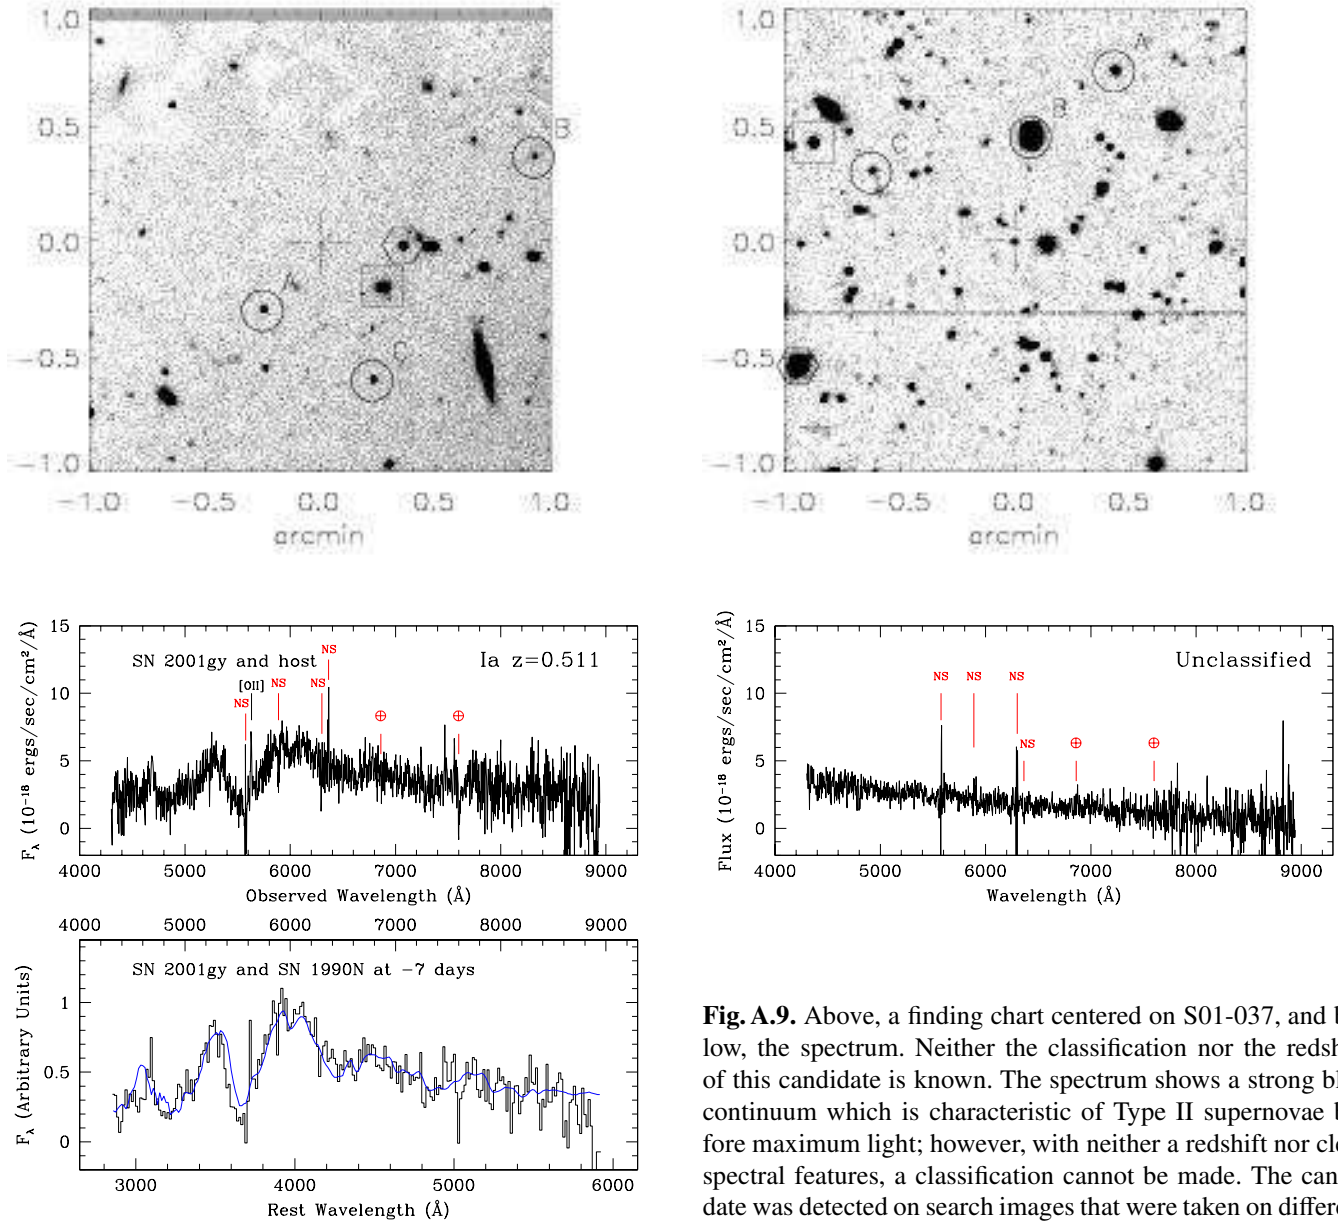 1.0
0.5
0.0
−0.5
−1.0
−1.0 −0.5 0.0 0.5 1.0
arcmin
A
B
C
1.0
0.5
0.0
−0.5
−1.0
−1.0 −0.5 0.0 0.5 1.0
arcmin
A
B
C
15
10
5
0
F_λ (10⁻¹⁸ ergs/sec/cm²/Å)
SN 2001gy and host
Ia z=0.511
NS
[OII]
NS
NS
NS
⊕
⊕
4000 5000 6000 7000 8000 9000
Observed Wavelength (Å)
4000 5000 6000 7000 8000 9000
SN 2001gy and SN 1990N at −7 days
1
0.5
0
F_λ (Arbitrary Units)
3000 4000 5000 6000
Rest Wavelength (Å)
15
10
5
0
Flux (10⁻¹⁸ ergs/sec/cm²/Å)
Unclassified
NS
NS
NS
NS
⊕
⊕
4000 5000 6000 7000 8000 9000
Wavelength (Å)
Fig. A.9. Above, a finding chart centered on S01-037, and b
low, the spectrum. Neither the classification nor the redsh
of this candidate is known. The spectrum shows a strong bl
continuum which is characteristic of Type II supernovae b
fore maximum light; however, with neither a redshift nor cle
spectral features, a classification cannot be made. The can
date was detected on search images that were taken on differe